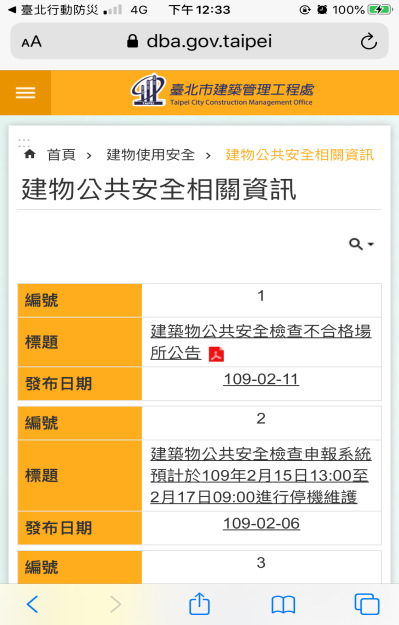 ◀ 臺北行動防災 4G 下午12:33 100%
AA dba.gov.taipei
臺北市建築管理工程處
Taipei City Construction Management Office
:::
首頁 › 建物使用安全 › 建物公共安全相關資訊
建物公共安全相關資訊
編號 1
標題 建築物公共安全檢查不合格場
所公告
發布日期 109-02-11
編號 2
標題 建築物公共安全檢查申報系統
預計於109年2月15日13:00至
2月17日09:00進行停機維護
發布日期 109-02-06
編號 3